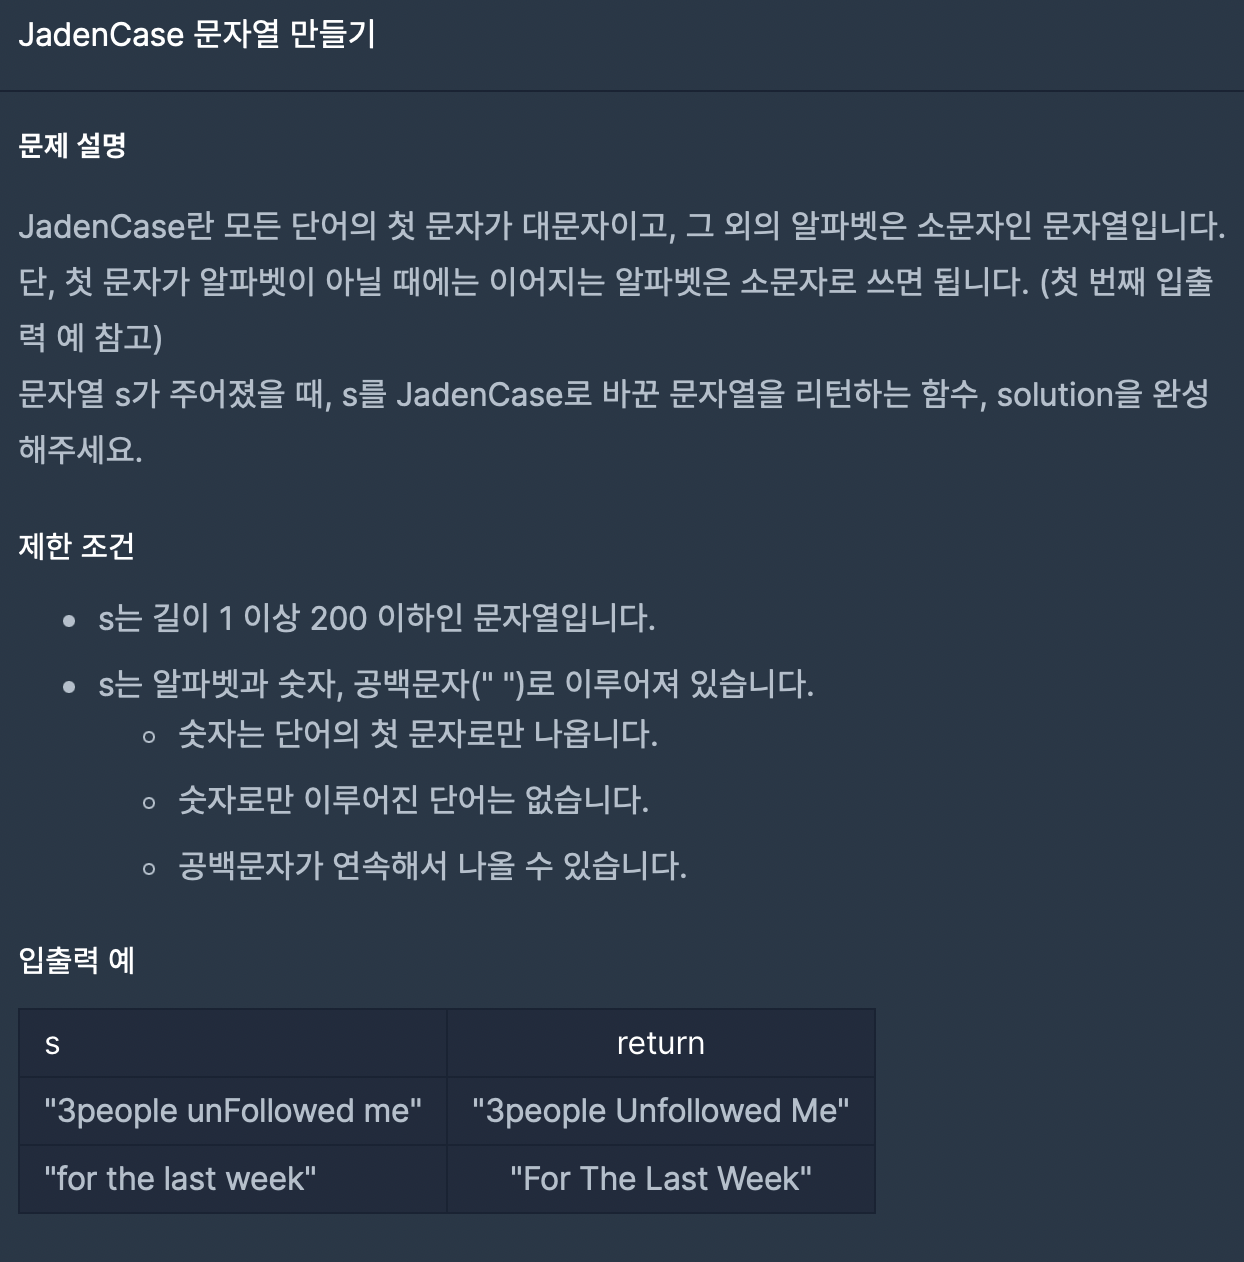 JadenCase 문자열 만들기
문제 설명
JadenCase란 모든 단어의 첫 문자가 대문자이고, 그 외의 알파벳은 소문자인 문자열입니다.
단, 첫 문자가 알파벳이 아닐 때에는 이어지는 알파벳은 소문자로 쓰면 됩니다. (첫 번째 입출
력 예 참고)
문자열 s가 주어졌을 때, s를 JadenCase로 바꾼 문자열을 리턴하는 함수, solution을 완성
해주세요.
제한 조건
• s는 길이 1 이상 200 이하인 문자열입니다.
• s는 알파벳과 숫자, 공백문자(" ")로 이루어져 있습니다.
◦ 숫자는 단어의 첫 문자로만 나옵니다.
◦ 숫자로만 이루어진 단어는 없습니다.
◦ 공백문자가 연속해서 나올 수 있습니다.
입출력 예
s return
"3people unFollowed me" "3people Unfollowed Me"
"for the last week" "For The Last Week"